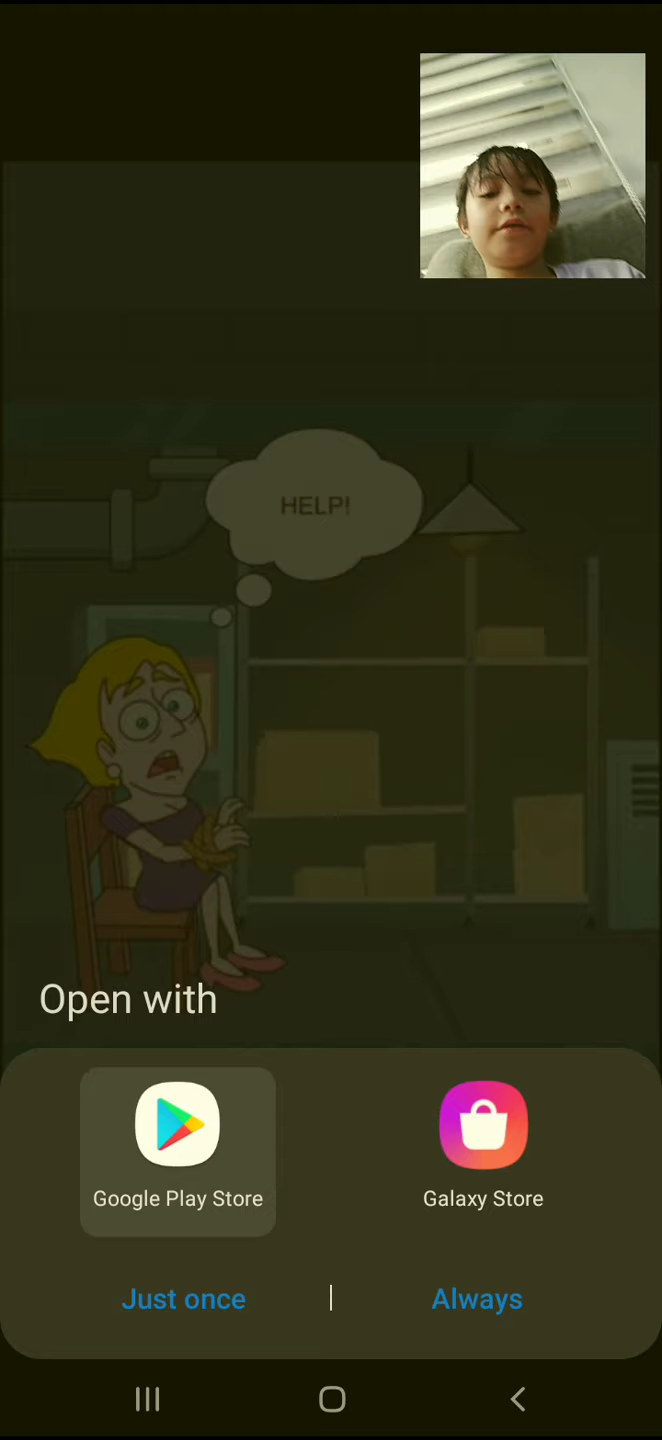 HELP!
Open with
Google Play Store
Galaxy Store
Just once
Always